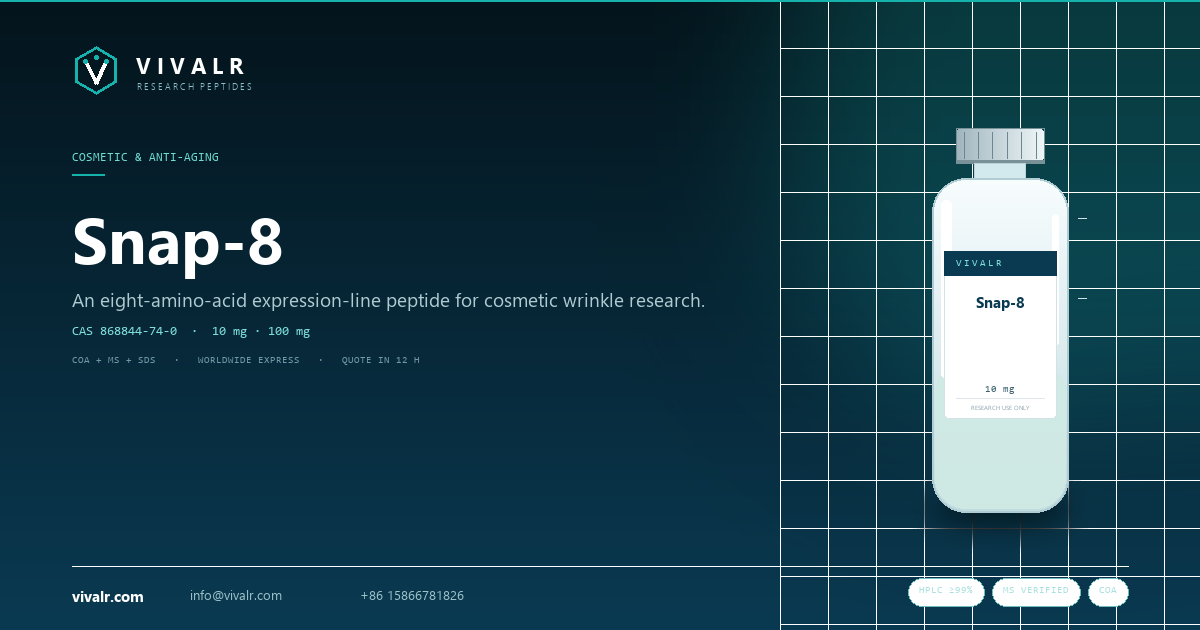 VIVALR
RESEARCH PEPTIDES
COSMETIC & ANTI-AGING
Snap-8
An eight-amino-acid expression-line peptide for cosmetic wrinkle research.
CAS 868844-74-0 · 10 mg · 100 mg
COA + MS + SDS · WORLDWIDE EXPRESS · QUOTE IN 12 H
VIVALR
Snap-8
10 mg
RESEARCH USE ONLY
vivalr.com info@vivalr.com +86 15866781826
HPLC ≥99% MS VERIFIED COA